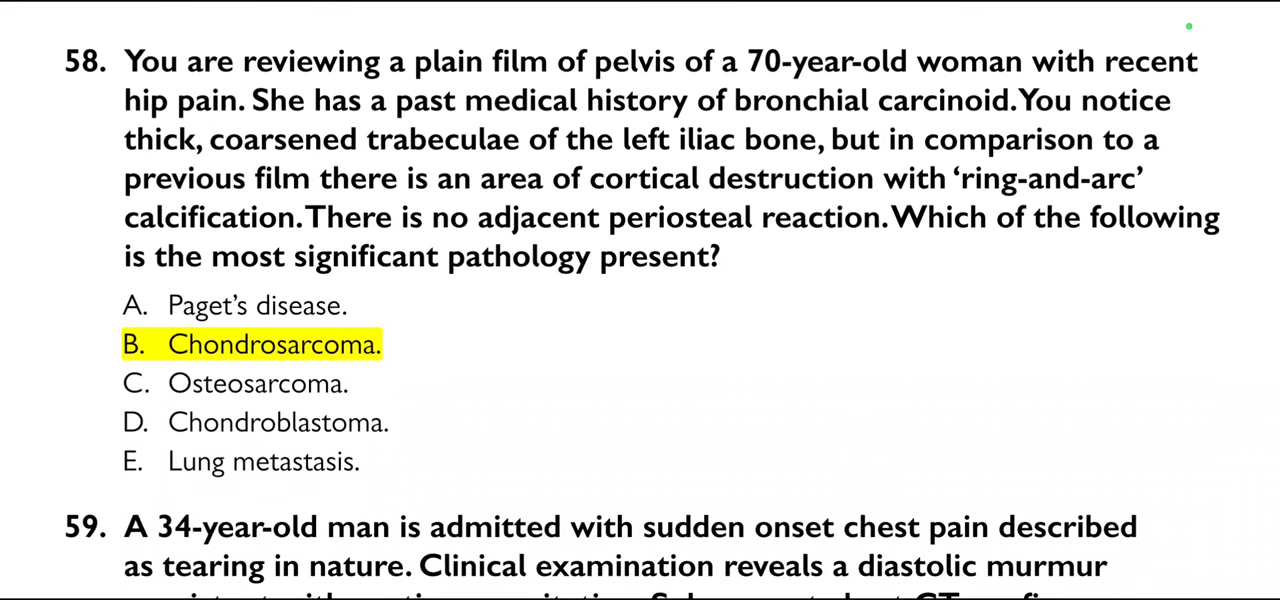 58. You are reviewing a plain film of pelvis of a 70-year-old woman with recent
hip pain. She has a past medical history of bronchial carcinoid. You notice
thick, coarsened trabeculae of the left iliac bone, but in comparison to a
previous film there is an area of cortical destruction with ‘ring-and-arc’
calcification. There is no adjacent periosteal reaction. Which of the following
is the most significant pathology present?
A. Paget’s disease.
B. Chondrosarcoma.
C. Osteosarcoma.
D. Chondroblastoma.
E. Lung metastasis.
59. A 34-year-old man is admitted with sudden onset chest pain described
as tearing in nature. Clinical examination reveals a diastolic murmur